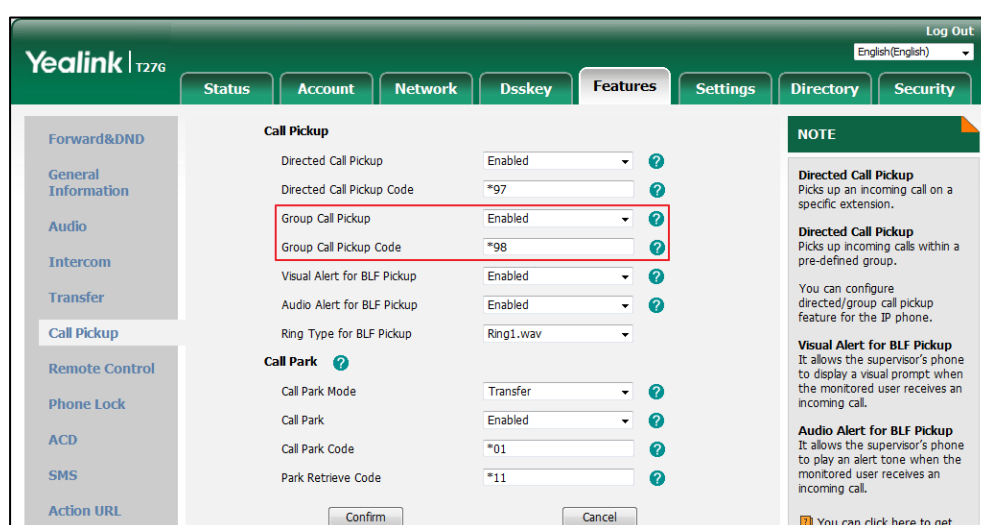 Log Out
Yealink T27G
English(English)
Status Account Network Dsskey Features Settings Directory Security
Forward&DND
General
Information
Audio
Intercom
Transfer
Call Pickup
Remote Control
Phone Lock
ACD
SMS
Action URL
Call Pickup
Directed Call Pickup Enabled ?
Directed Call Pickup Code *97 ?
Group Call Pickup Enabled ?
Group Call Pickup Code *98 ?
Visual Alert for BLF Pickup Enabled ?
Audio Alert for BLF Pickup Enabled ?
Ring Type for BLF Pickup Ring1.wav
Call Park ?
Call Park Mode Transfer ?
Call Park Enabled ?
Call Park Code *01 ?
Park Retrieve Code *11 ?
Confirm Cancel
NOTE
Directed Call Pickup
Picks up an incoming call on a
specific extension.
Directed Call Pickup
Picks up incoming calls within a
pre-defined group.
You can configure
directed/group call pickup
feature for the IP phone.
Visual Alert for BLF Pickup
It allows the supervisor's phone
to display a visual prompt when
the monitored user receives an
incoming call.
Audio Alert for BLF Pickup
It allows the supervisor's phone
to play an alert tone when the
monitored user receives an
incoming call.
You can click here to get